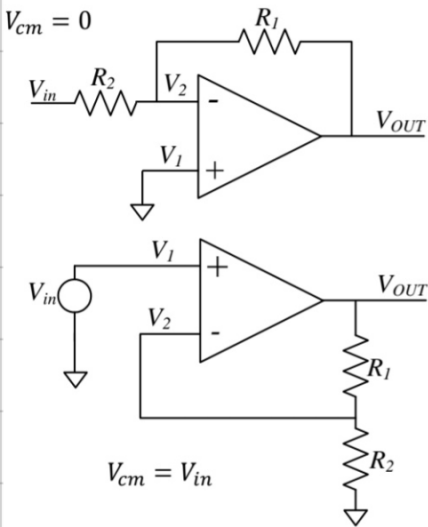 V_cm = 0
R_1
V_in
R_2
V_2
-
V_OUT
V_1
+
V_1
+
V_in
V_OUT
V_2
-
R_1
R_2
V_cm = V_in